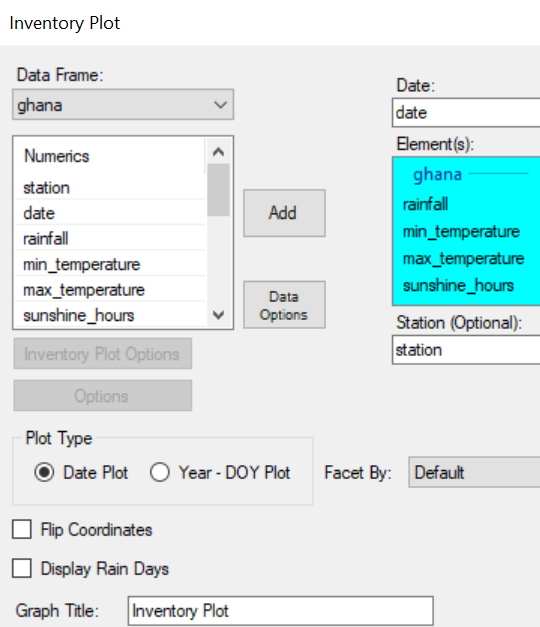 Inventory Plot
Data Frame:
ghana
Numerics
station
date
rainfall
min_temperature
max_temperature
sunshine_hours
Add
Data
Options
Date:
date
Element(s):
ghana
rainfall
min_temperature
max_temperature
sunshine_hours
Station (Optional):
station
Inventory Plot Options
Options
Plot Type
Date Plot
Year - DOY Plot
Facet By:
Default
Flip Coordinates
Display Rain Days
Graph Title:
Inventory Plot